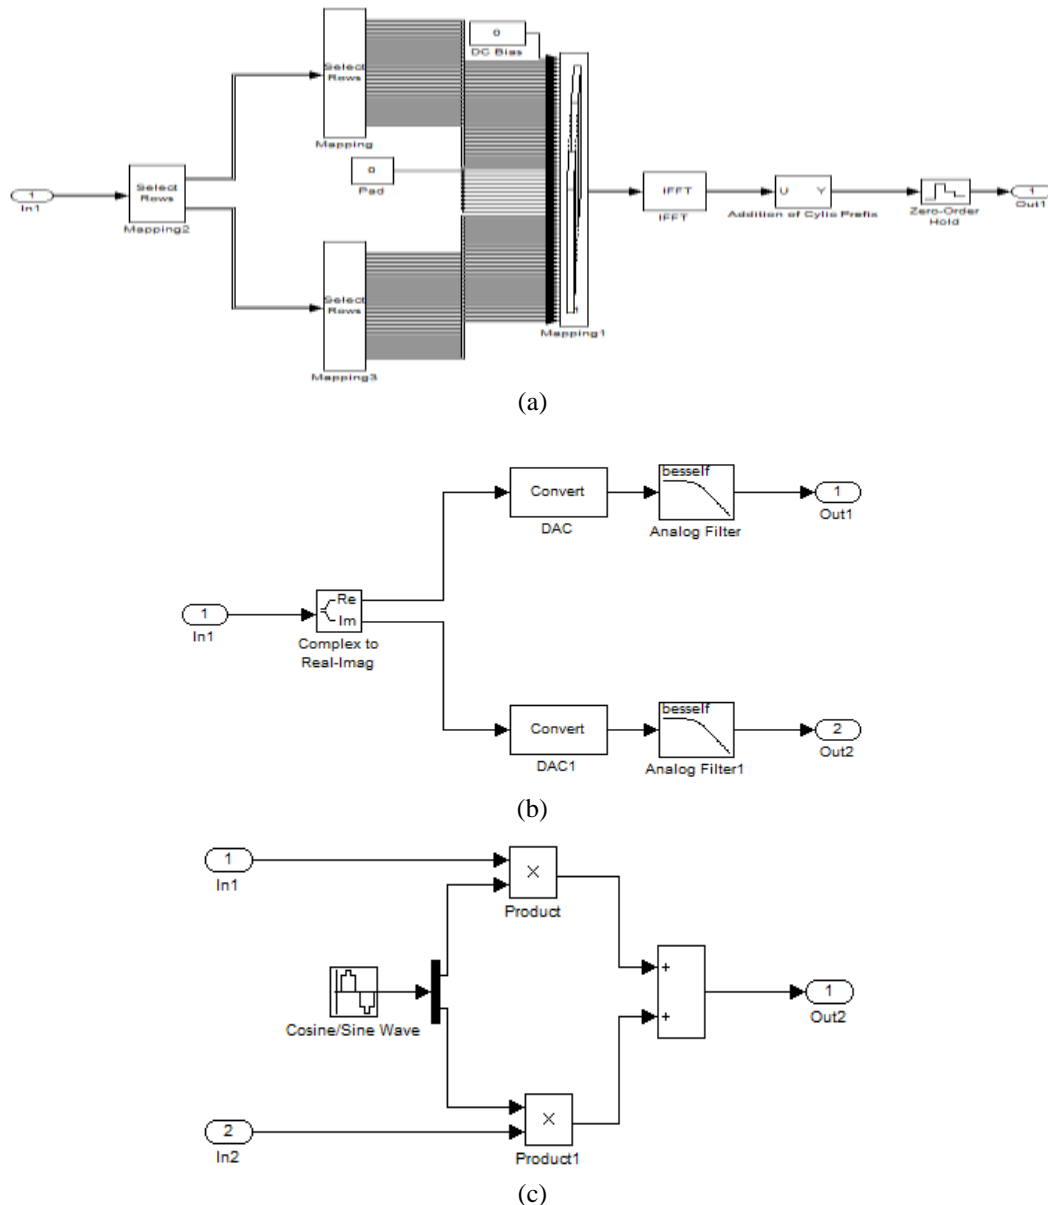 Select
Rows
Mapping
0
DC Bias
0
Pad
1
In1
Select
Rows
Mapping2
Select
Rows
Mapping3
Mapping1
IFFT
IFFT
U Y
Addition of Cylic Prefix
Zero-Order
Hold
1
Out1
(a)
Convert
DAC
besself
Analog Filter
1
Out1
1
In1
Re
Im
Complex to
Real-Imag
Convert
DAC1
besself
Analog Filter1
2
Out2
(b)
1
In1
×
Product
Cosine/Sine Wave
+
+
1
Out2
2
In2
×
Product1
(c)